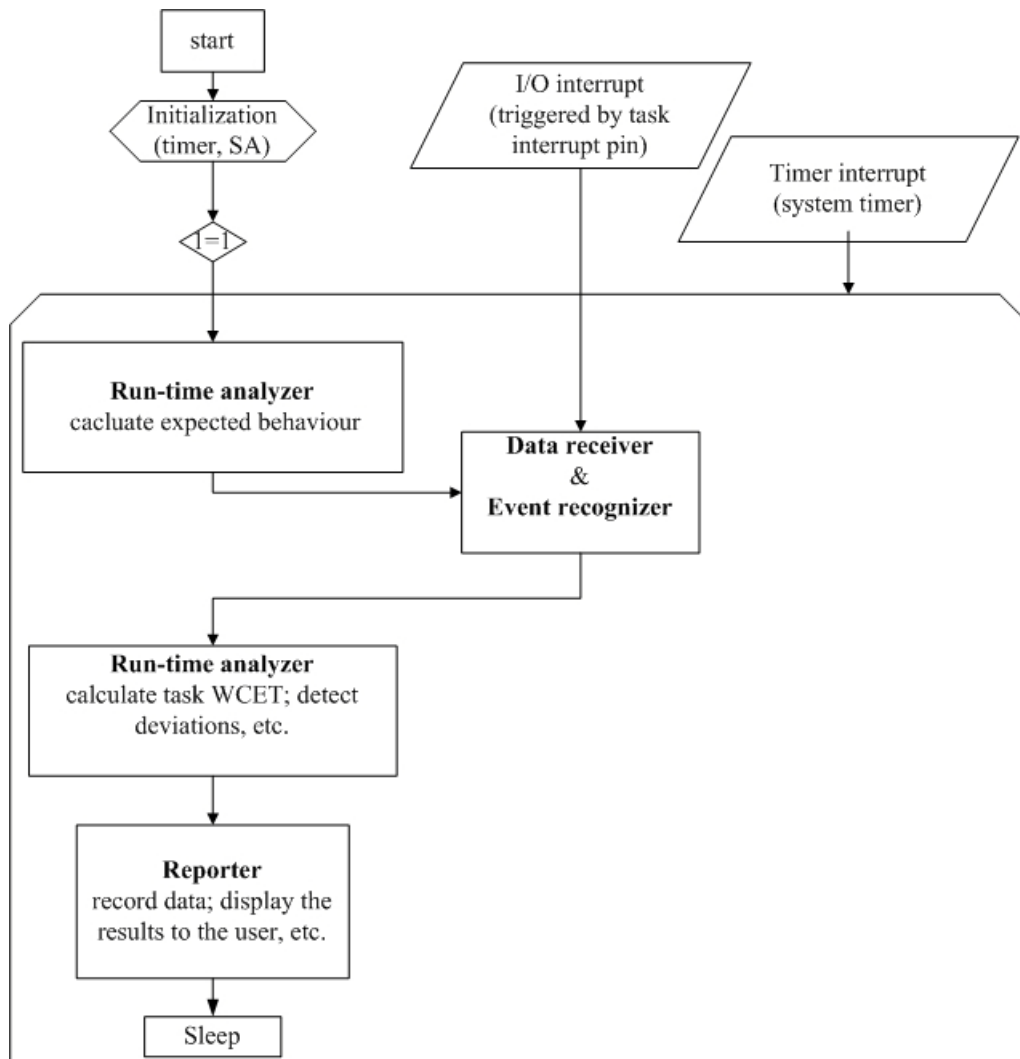 start
Initialization
(timer, SA)
1=1
I/O interrupt
(triggered by task
interrupt pin)
Timer interrupt
(system timer)
Run-time analyzer
cacluate expected behaviour
Data receiver
&
Event recognizer
Run-time analyzer
calculate task WCET; detect
deviations, etc.
Reporter
record data; display the
results to the user, etc.
Sleep